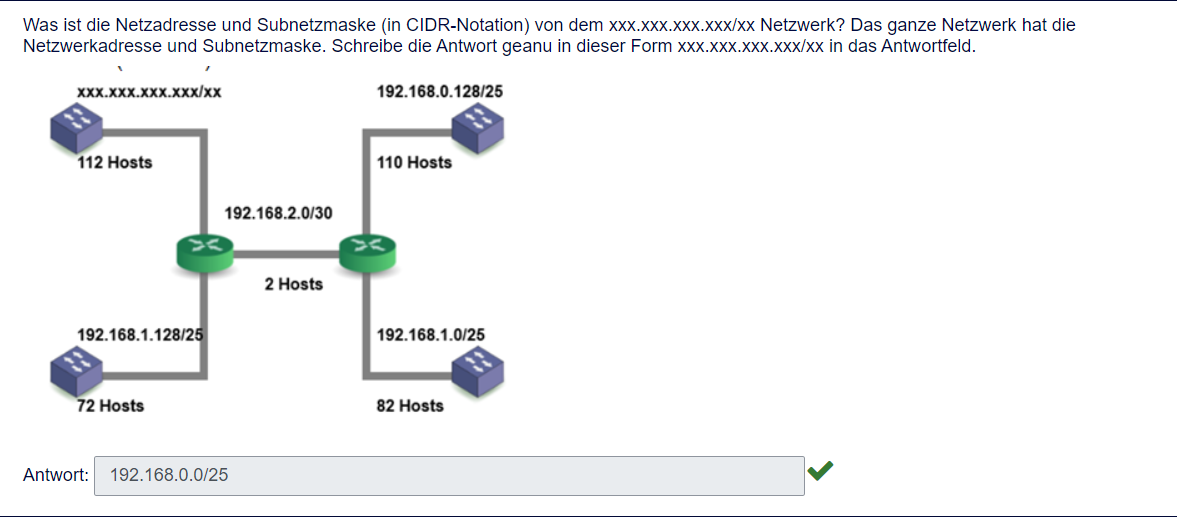 Was ist die Netzadresse und Subnetzmaske (in CIDR-Notation) von dem xxx.xxx.xxx.xxx/xx Netzwerk? Das ganze Netzwerk hat die
Netzwerkadresse und Subnetzmaske. Schreibe die Antwort geanu in dieser Form xxx.xxx.xxx.xxx/xx in das Antwortfeld.
xxx.xxx.xxx.xxx/xx
192.168.0.128/25
112 Hosts
110 Hosts
192.168.2.0/30
2 Hosts
192.168.1.128/25
192.168.1.0/25
72 Hosts
82 Hosts
Antwort: 192.168.0.0/25